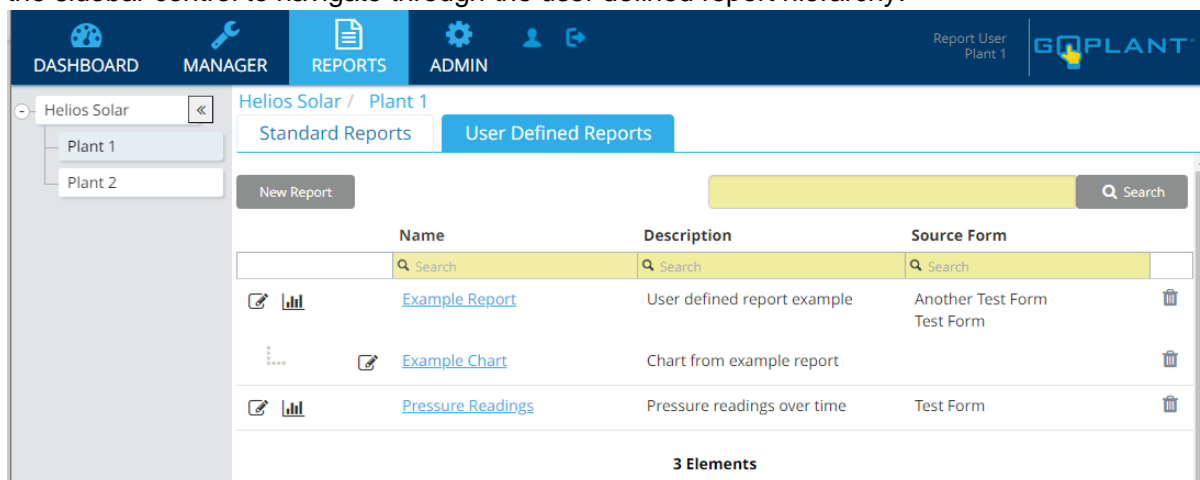 the sidebar control to navigate through the user defined report hierarchy.
DASHBOARD MANAGER REPORTS ADMIN
Report User
Plant 1
GOPLANT
Helios Solar «
Plant 1
Plant 2
Helios Solar / Plant 1
Standard Reports User Defined Reports
New Report Search
Name Description Source Form
Search Search Search
Example Report User defined report example Another Test Form
Test Form
Example Chart Chart from example report
Pressure Readings Pressure readings over time Test Form
3 Elements